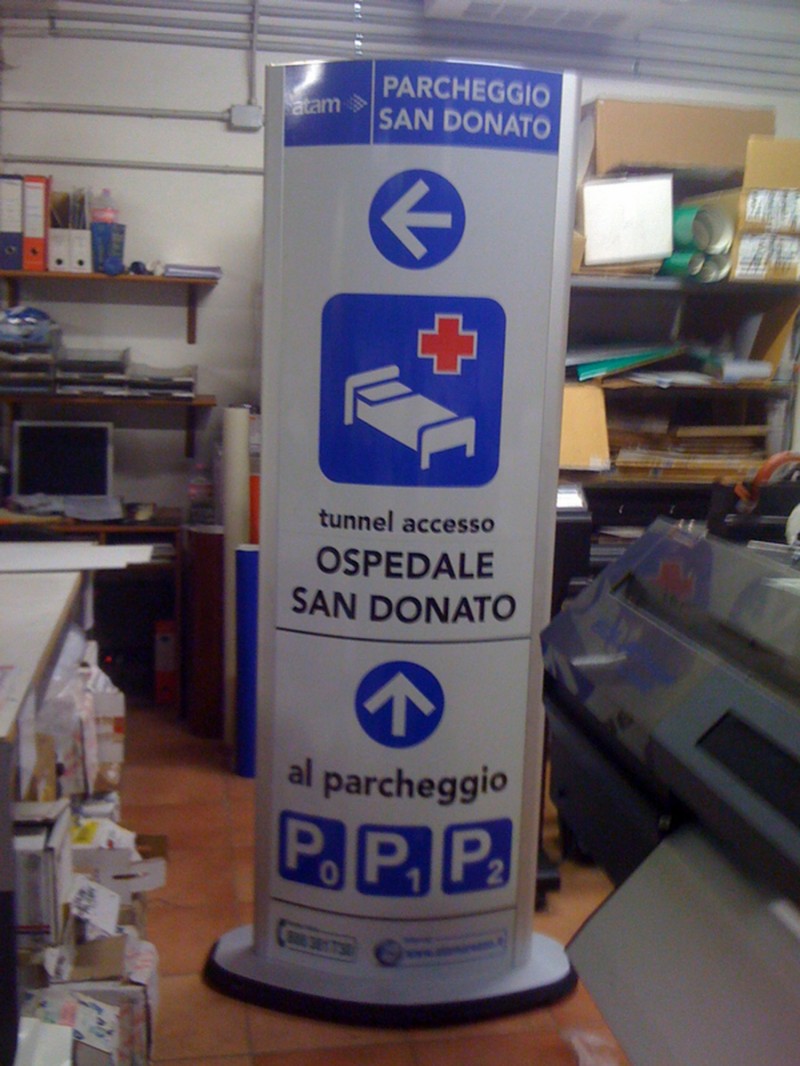 atam
PARCHEGGIO
SAN DONATO
tunnel accesso
OSPEDALE
SAN DONATO
al parcheggio
P0 P1 P2